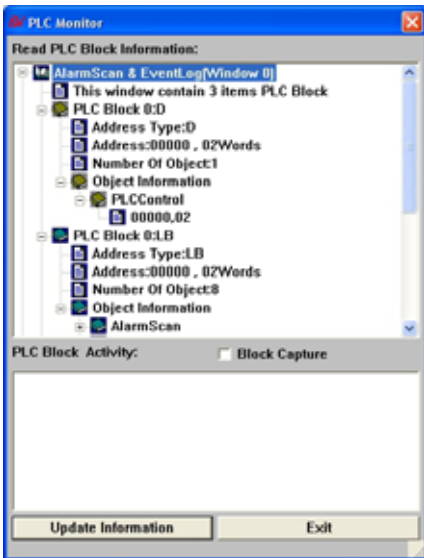 PLC Monitor
Read PLC Block Information:
AlarmScan & EventLog[Window 0]
This window contain 3 items PLC Block
PLC Block 0:D
Address Type:D
Address:00000 , 02Words
Number Of Object:1
Object Information
PLCControl
00000,02
PLC Block 0:LB
Address Type:LB
Address:00000 , 02Words
Number Of Object:8
Object Information
AlarmScan
PLC Block Activity:
Block Capture
Update Information
Exit